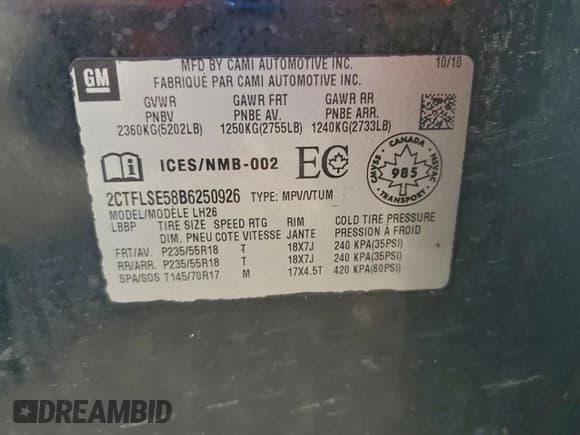 GM
MFD BY CAMI AUTOMOTIVE INC. 10/10
FABRIQUÉ PAR CAMI AUTOMOTIVE INC.
GVWR GAWR FRT GAWR RR
PNBV PNBE AV. PNBE ARR.
2360KG(5202LB) 1250KG(2755LB) 1240KG(2733LB)
ICES/NMB-002 EC
CANADA
CMVSS 985 NSVAC
TRANSPORT
2CTFLSE58B6250926 TYPE: MPV/VTUM
MODEL/MODÈLE LH26
LBBP TIRE SIZE SPEED RTG RIM COLD TIRE PRESSURE
DIM. PNEU COTE VITESSE JANTE PRESSION À FROID
FRT/AV. P235/55R18 T 18X7J 240 KPA(35PSI)
RR/ARR. P235/55R18 T 18X7J 240 KPA(35PSI)
SPA/SOS T145/70R17 M 17X4.5T 420 KPA(60PSI)
DREAMBID